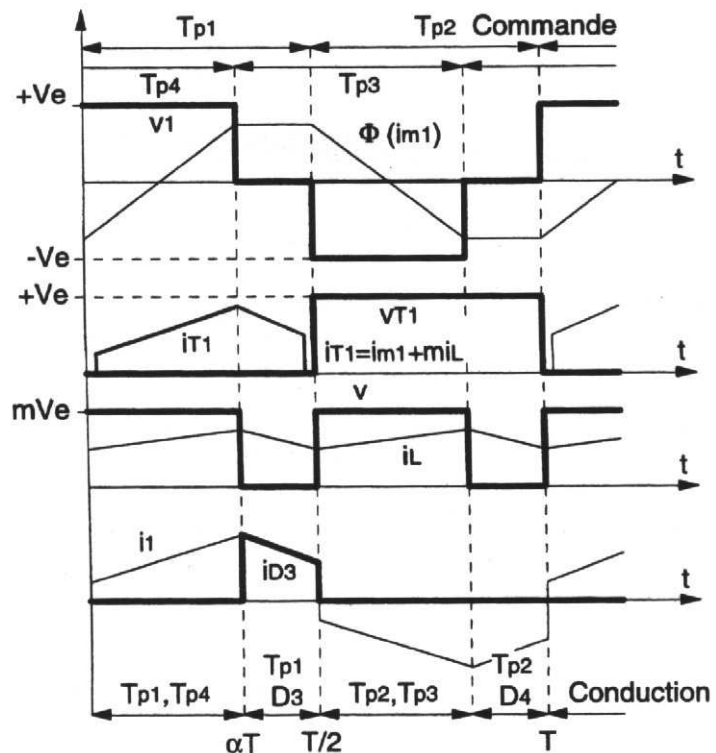 Tp1 Tp2 Commande
Tp4 Tp3
+Ve
v1 Φ (im1)
t
-Ve
+Ve
vT1
iT1 iT1=im1+miL
t
v
mVe
iL
t
i1
iD3
t
Tp1 Tp2
Tp1,Tp4 D3 Tp2,Tp3 D4 Conduction
αT T/2 T